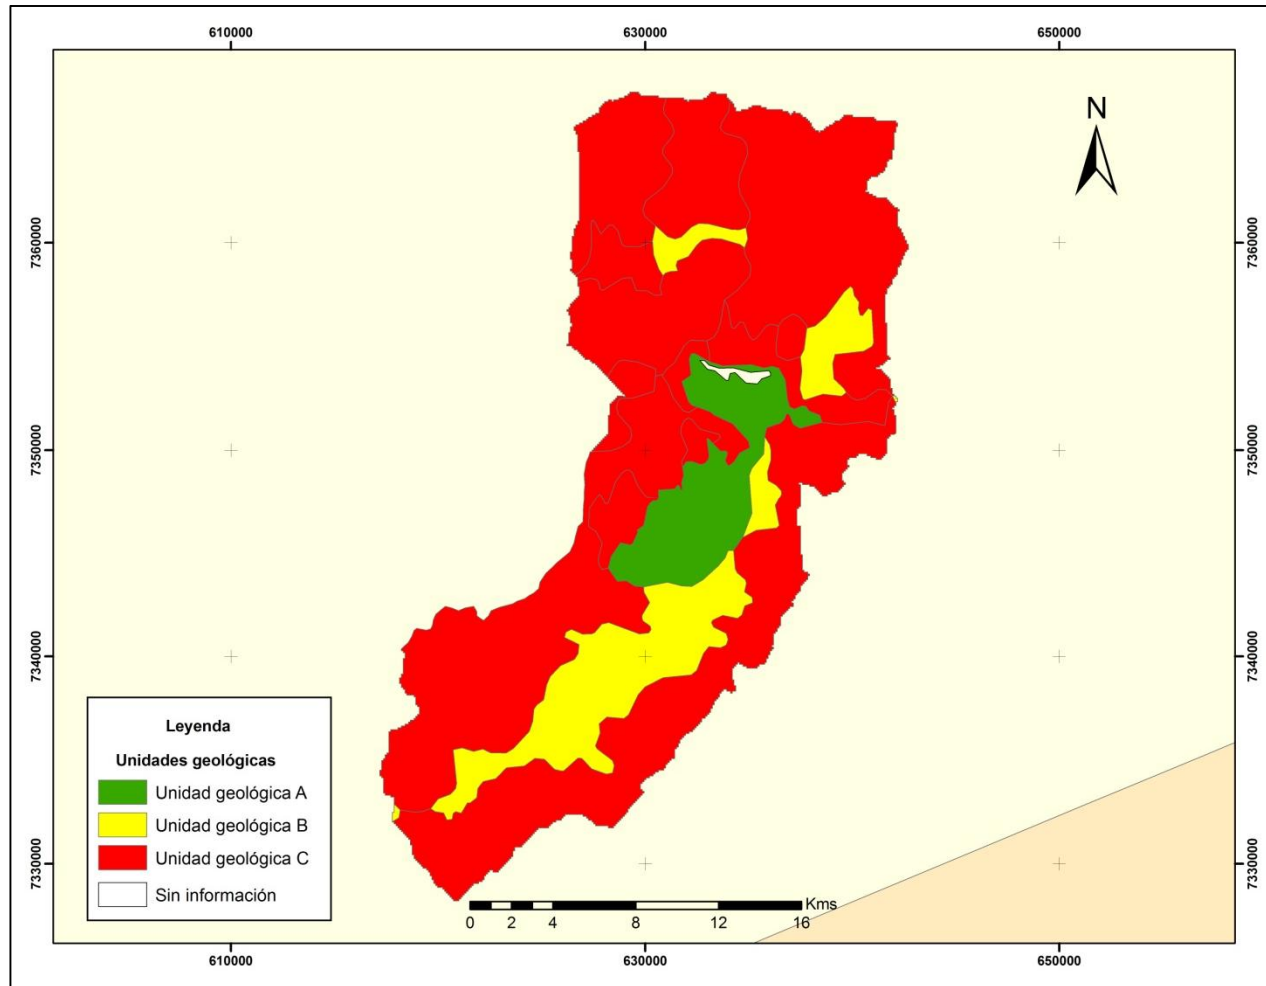 610000 630000 650000
N
7360000 7360000
7350000 7350000
7340000 7340000
Leyenda
Unidades geológicas
Unidad geológica A
Unidad geológica B
Unidad geológica C
Sin información
7330000 7330000
Kms
0 2 4 8 12 16
610000 630000 650000